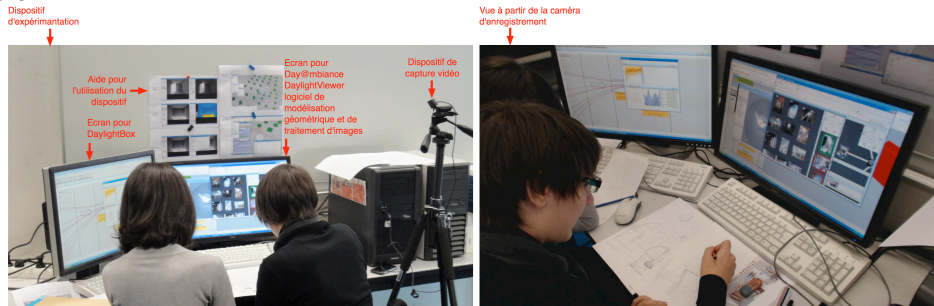 Dispositif
d'expérimantation
Vue à partir de la caméra
d'enregistrement
Aide pour
l'utilisation du
dispositif
Ecran pour
DaylightBox
Ecran pour
Day@mbiance
DaylightViewer
logiciel de
modélisation
géométrique et de
traitement d'images
Dispositif de
capture vidéo